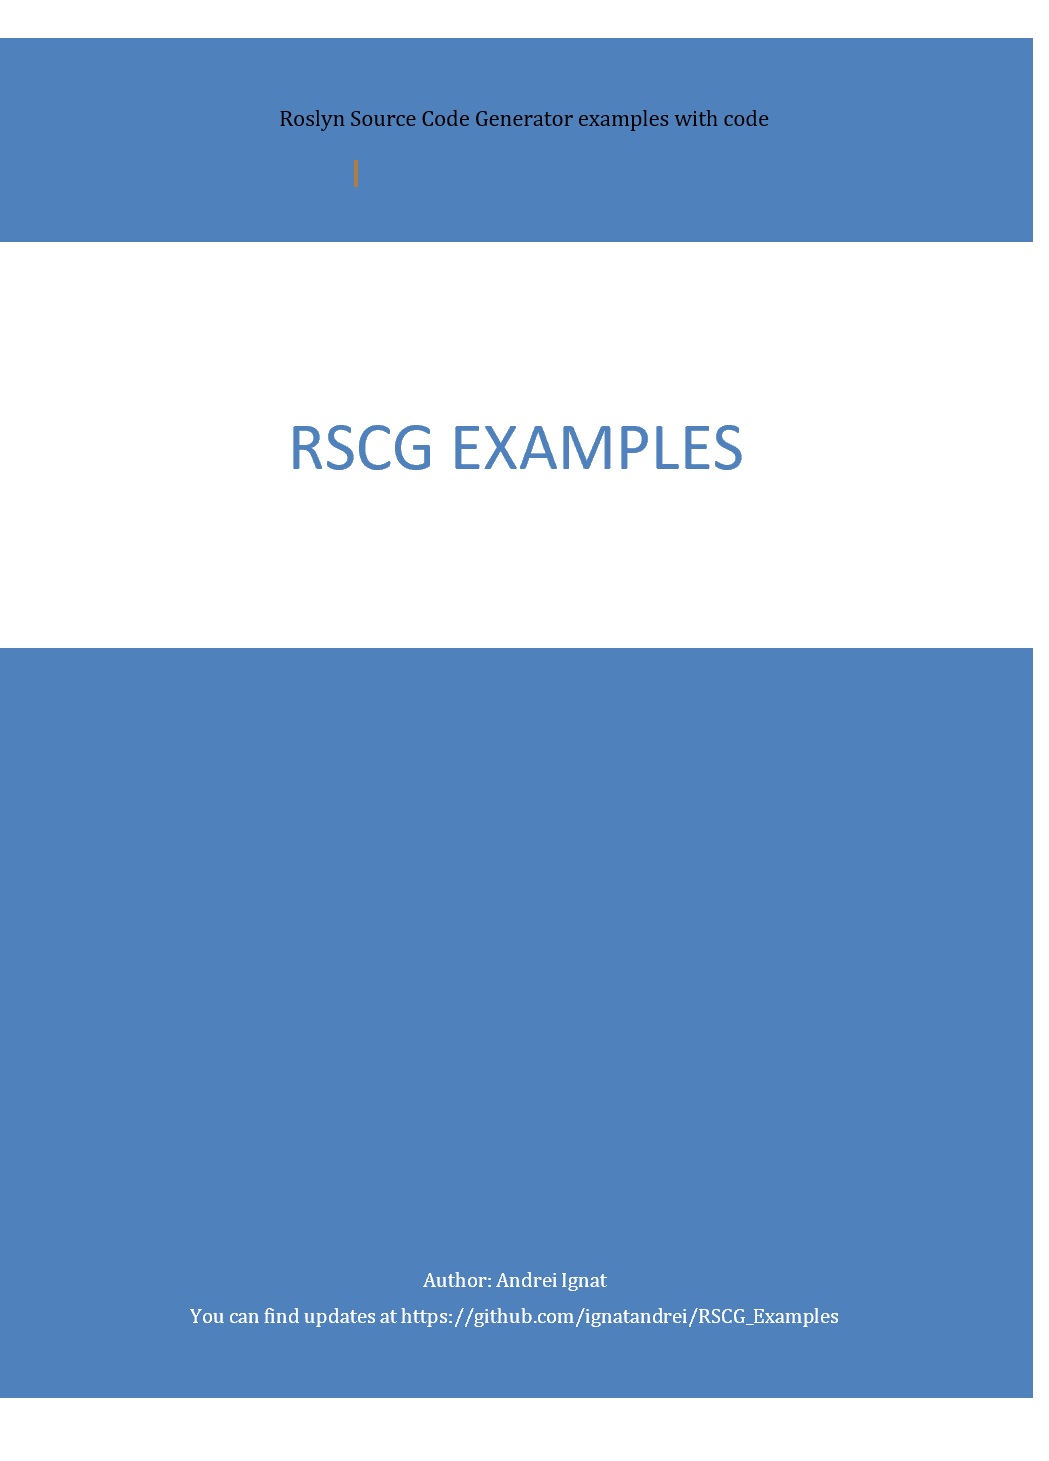 Roslyn Source Code Generator examples with code
RSCG EXAMPLES
Author: Andrei Ignat
You can find updates at https://github.com/ignatandrei/RSCG_Examples